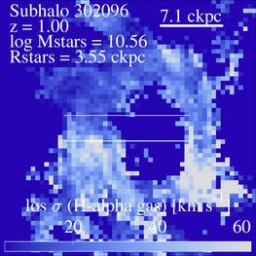 Subhalo 302096
7.1 ckpc
z = 1.00
log Mstars = 10.56
Rstars = 3.55 ckpc
los σ (H-alpha gas) [km s
20 40 60